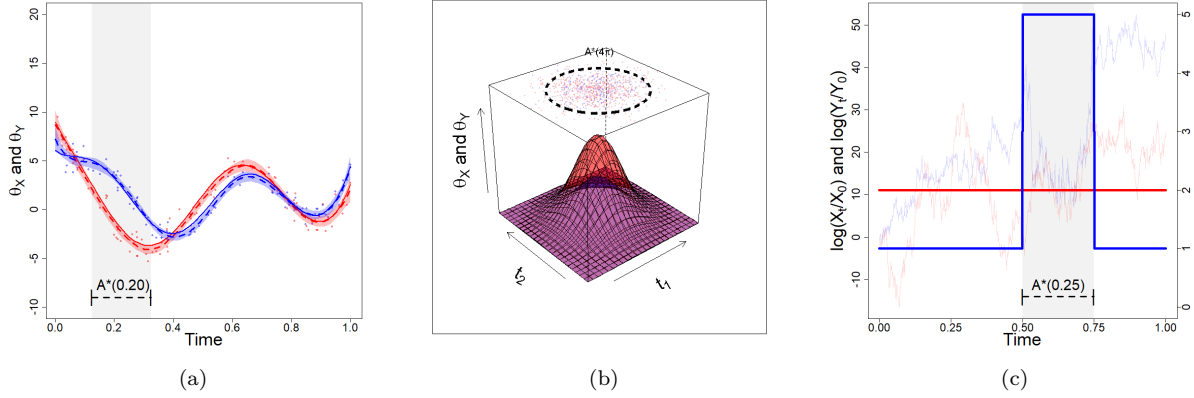 20
15
10
5
0
-5
-10
θX and θY
A*(0.20)
0.0 0.2 0.4 0.6 0.8 1.0
Time
(a)
A*(4π)
θX and θY
t2
t1
(b)
50
40
30
20
10
0
-10
log(Xt/X0) and log(Yt/Y0)
5
4
3
2
1
0
A*(0.25)
0.00 0.25 0.50 0.75 1.00
Time
(c)